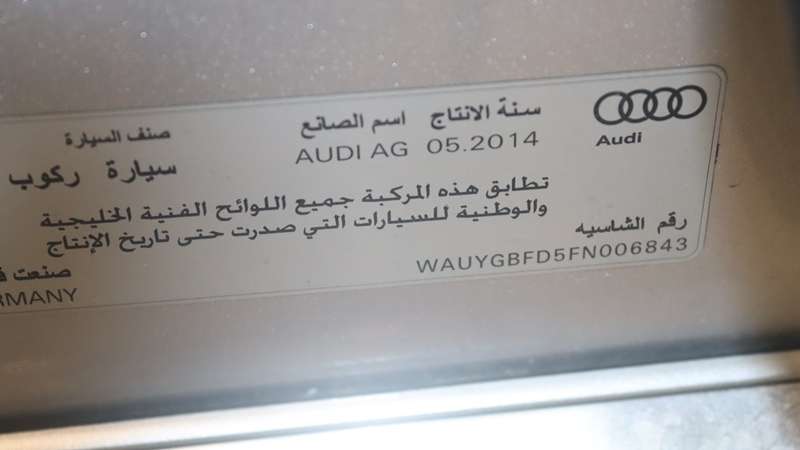 Audi
سنة الانتاج اسم الصانع صنف السيارة
AUDI AG 05.2014 سيارة ركوب
تطابق هذه المركبة جميع اللوائح الفنية الخليجية
والوطنية للسيارات التي صدرت حتى تاريخ الإنتاج
رقم الشاسيه
WAUYGBFD5FN006843
صنعت